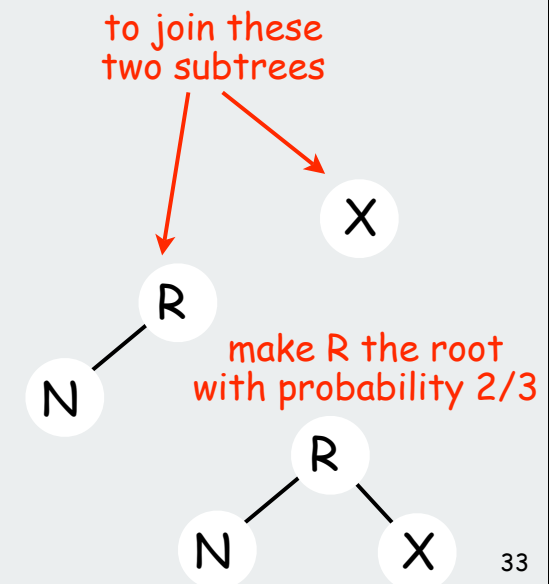 to join these
two subtrees
X
R
N
make R the root
with probability 2/3
R
N
X
33